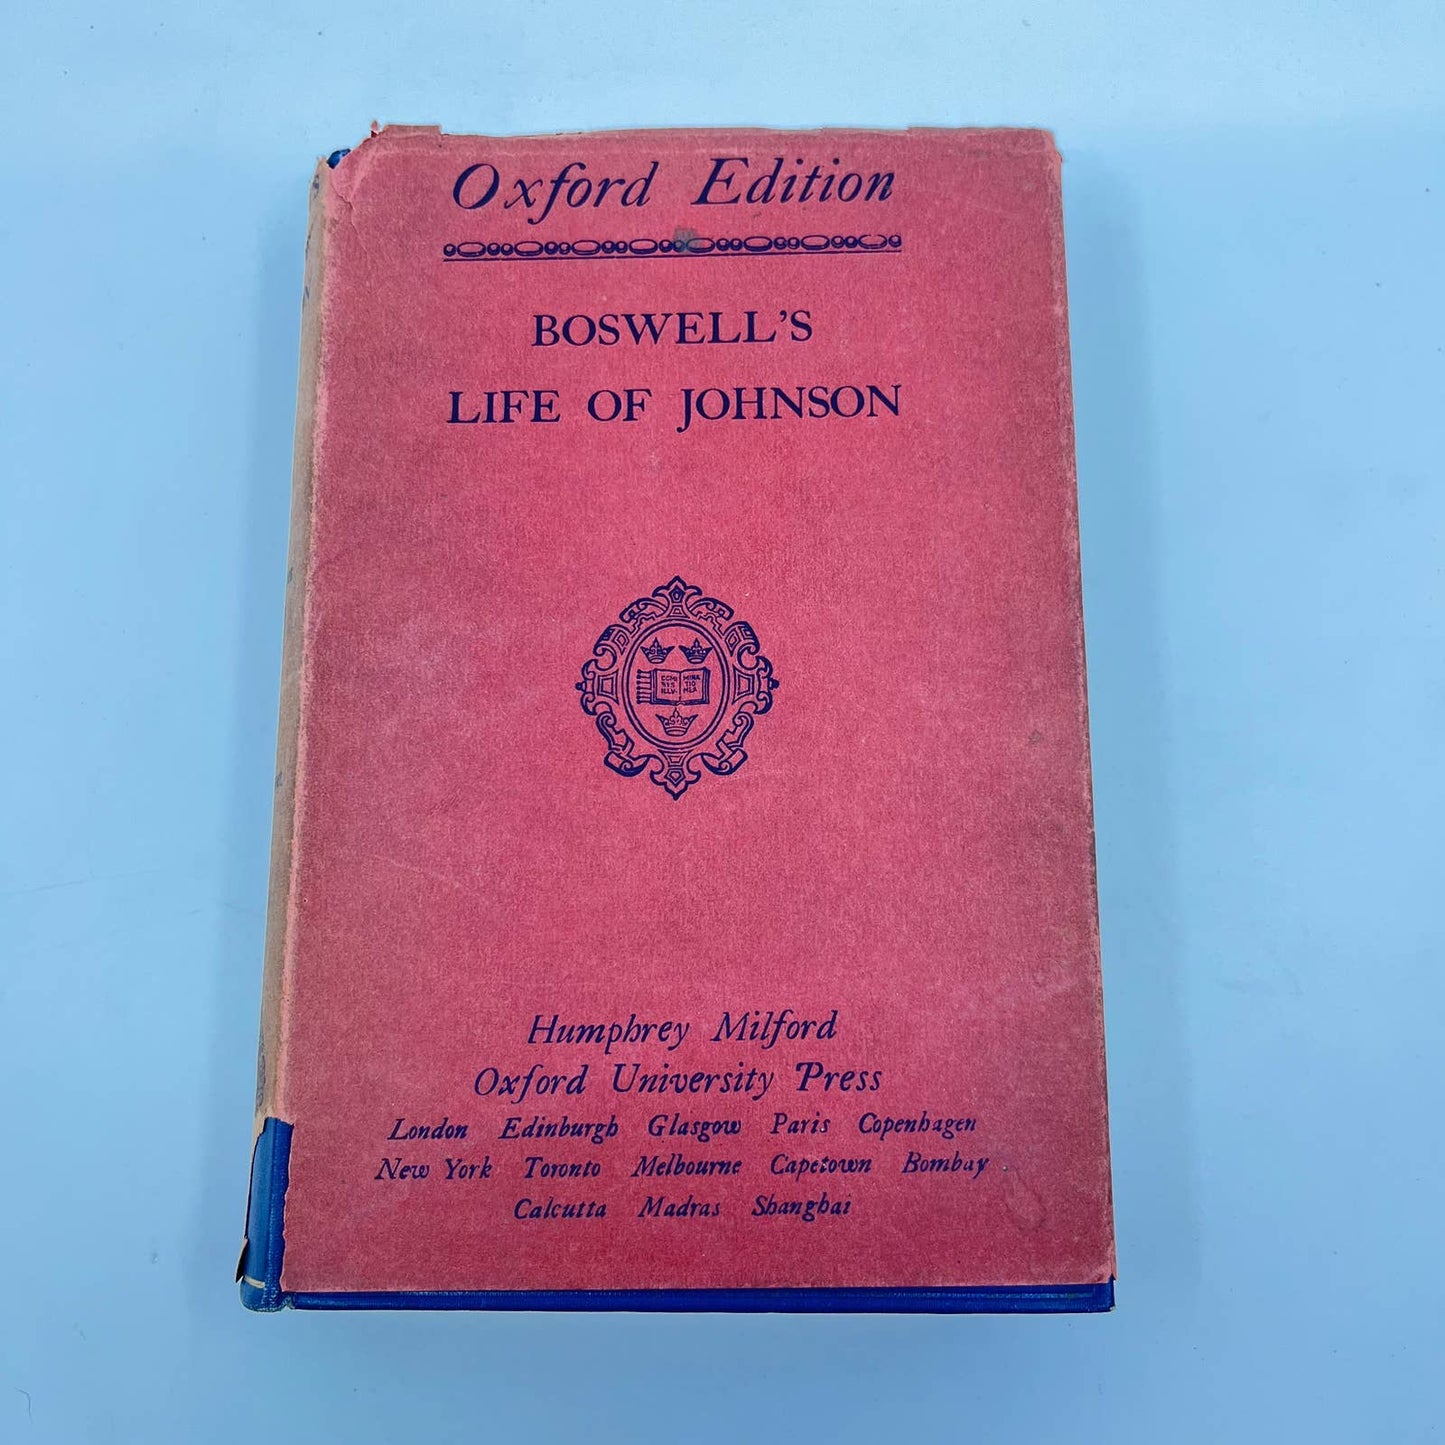 Oxford Edition
BOSWELL'S
LIFE OF JOHNSON
Humphrey Milford
Oxford University Press
London Edinburgh Glasgow Paris Copenhagen
New York Toronto Melbourne Capetown Bombay
Calcutta Madras Shanghai